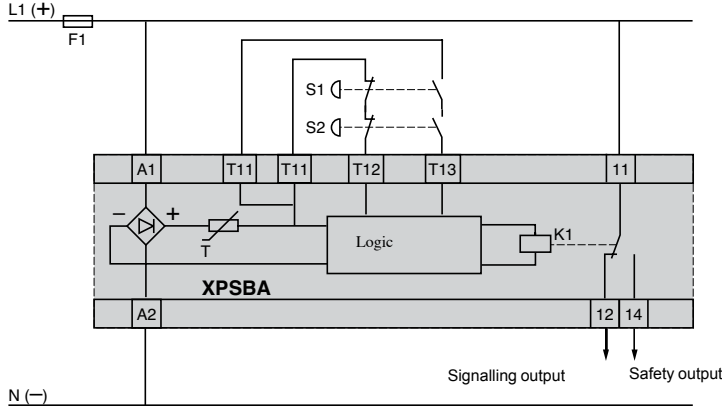 L1 (+)
F1
S1
S2
A1
T11
T11
T12
T13
11
− +
T
Logic
K1
XPSBA
A2
12
14
Signalling output
Safety output
N (−)